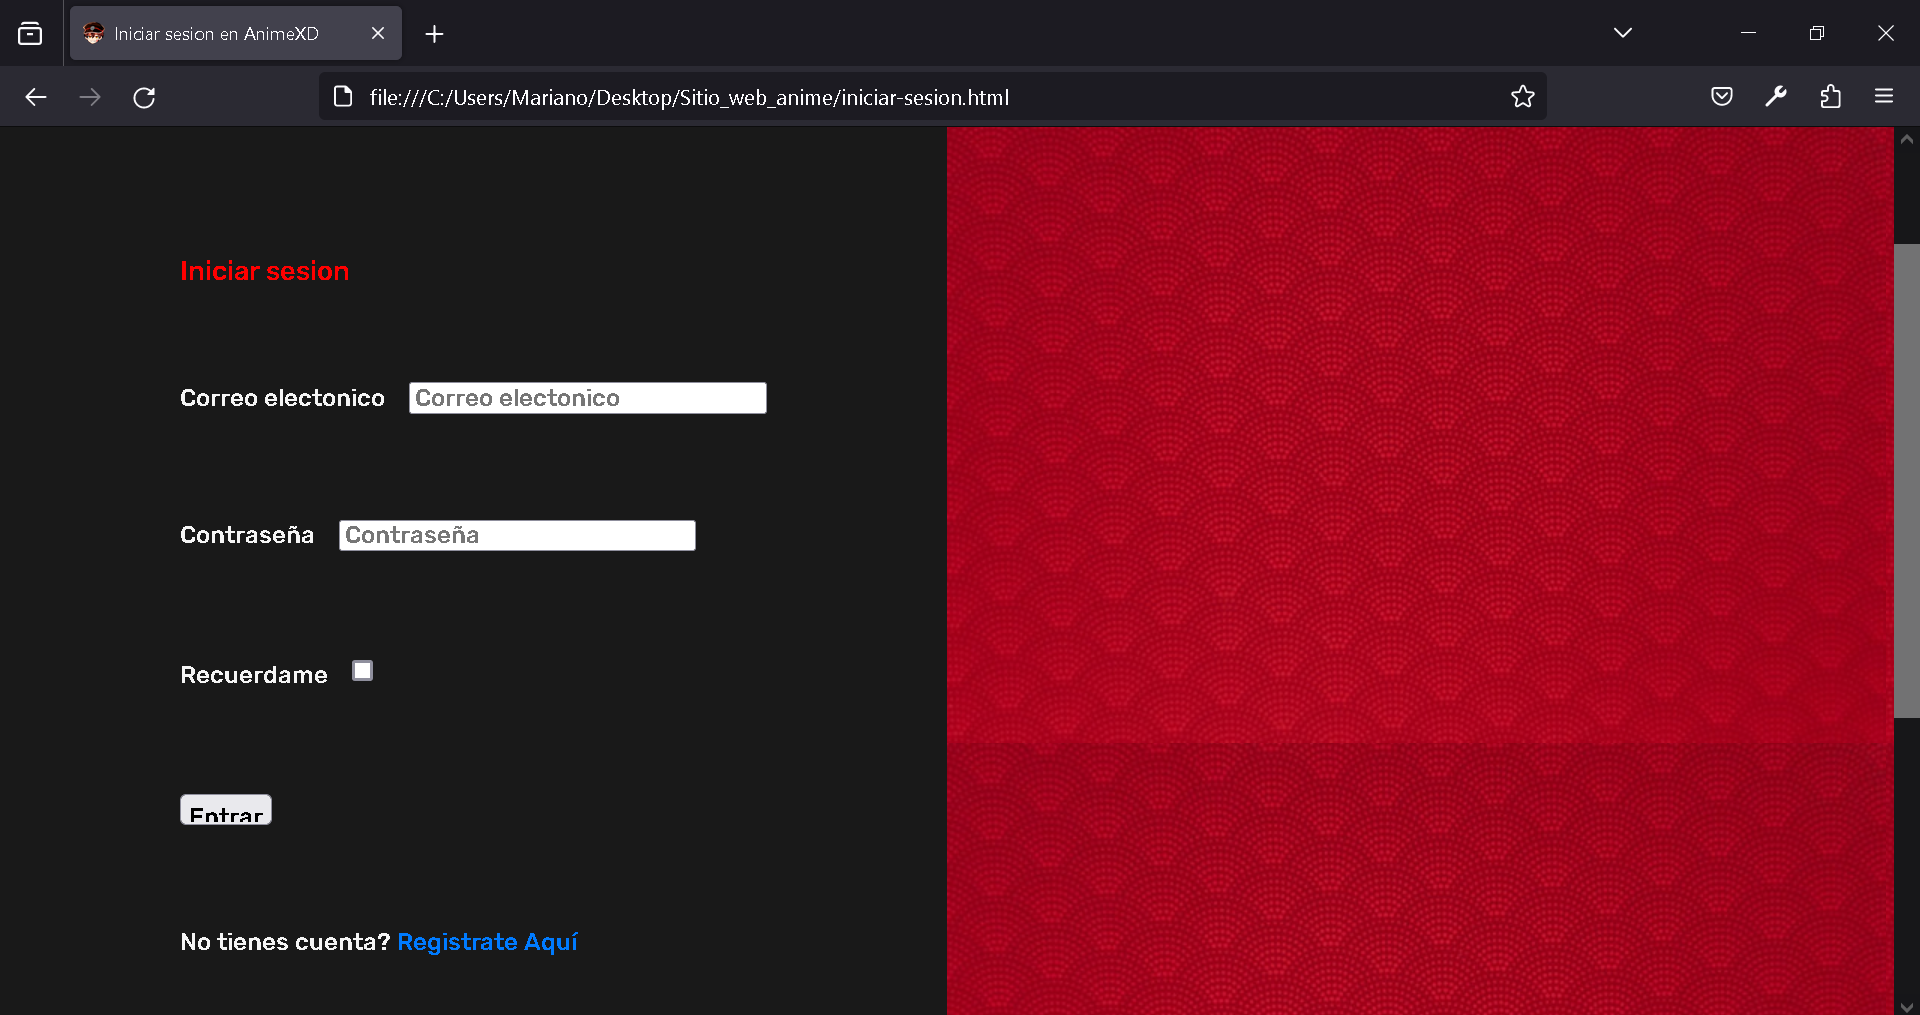 Iniciar sesion en AnimeXD
file:///C:/Users/Mariano/Desktop/Sitio_web_anime/iniciar-sesion.html
Iniciar sesion
Correo electonico Correo electonico
Contraseña Contraseña
Recuerdame
Entrar
No tienes cuenta? Registrate Aquí